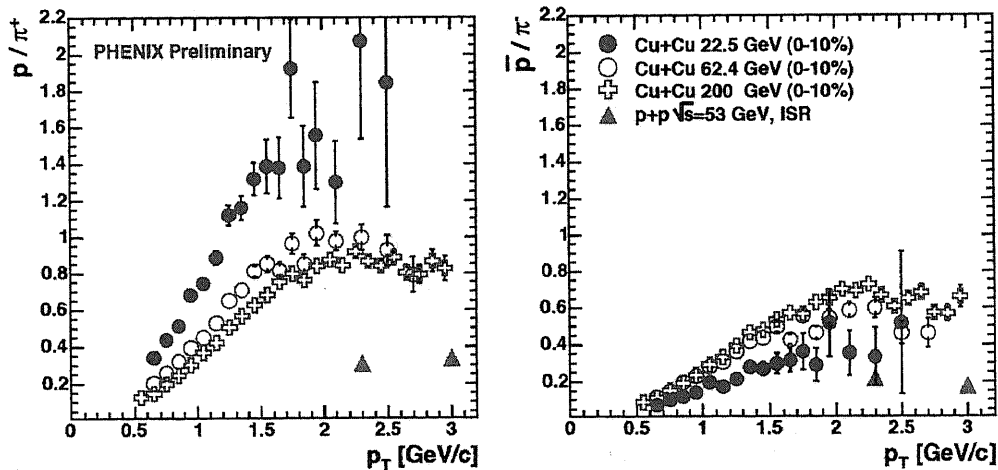 p/π⁺
PHENIX Preliminary
2.2
2
1.8
1.6
1.4
1.2
1
0.8
0.6
0.4
0.2
0 0.5 1 1.5 2 2.5 3
p_T [GeV/c]
p̅/π⁻
Cu+Cu 22.5 GeV (0-10%)
Cu+Cu 62.4 GeV (0-10%)
Cu+Cu 200 GeV (0-10%)
p+p √s=53 GeV, ISR
2.2
2
1.8
1.6
1.4
1.2
1
0.8
0.6
0.4
0.2
0 0.5 1 1.5 2 2.5 3
p_T [GeV/c]